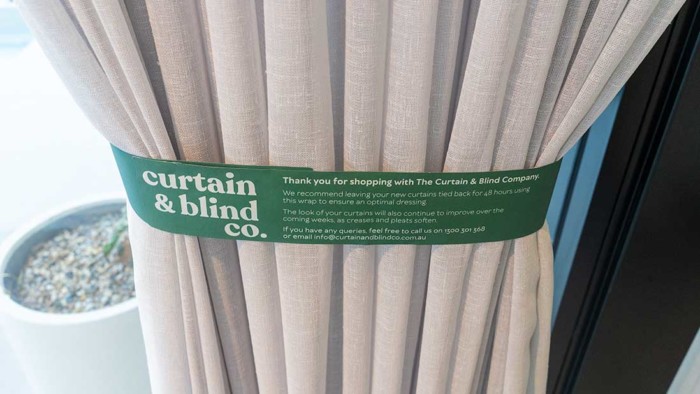 curtain
& blind
co.
Thank you for shopping with The Curtain & Blind Company.
We recommend leaving your new curtains tied back for 48 hours using
this wrap to ensure an optimal dressing.
The look of your curtains will also continue to improve over the
coming weeks, as creases and pleats soften.
If you have any queries, feel free to call us on 1300 301 368
or email info@curtainandblindco.com.au